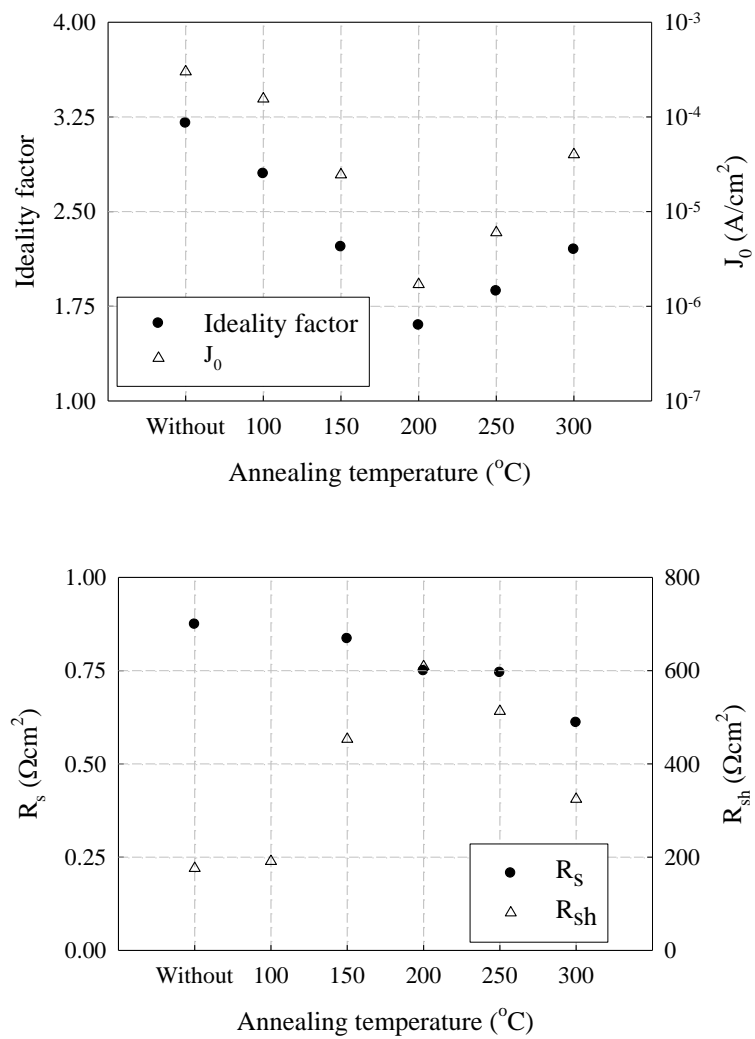 4.00
3.25
2.50
1.75
1.00
Ideality factor
10⁻³
10⁻⁴
10⁻⁵
10⁻⁶
10⁻⁷
J₀ (A/cm²)
Ideality factor
J₀
Without 100 150 200 250 300
Annealing temperature (°C)
1.00
0.75
0.50
0.25
0.00
Rₛ (Ωcm²)
800
600
400
200
0
Rₛₕ (Ωcm²)
Rₛ
Rₛₕ
Without 100 150 200 250 300
Annealing temperature (°C)